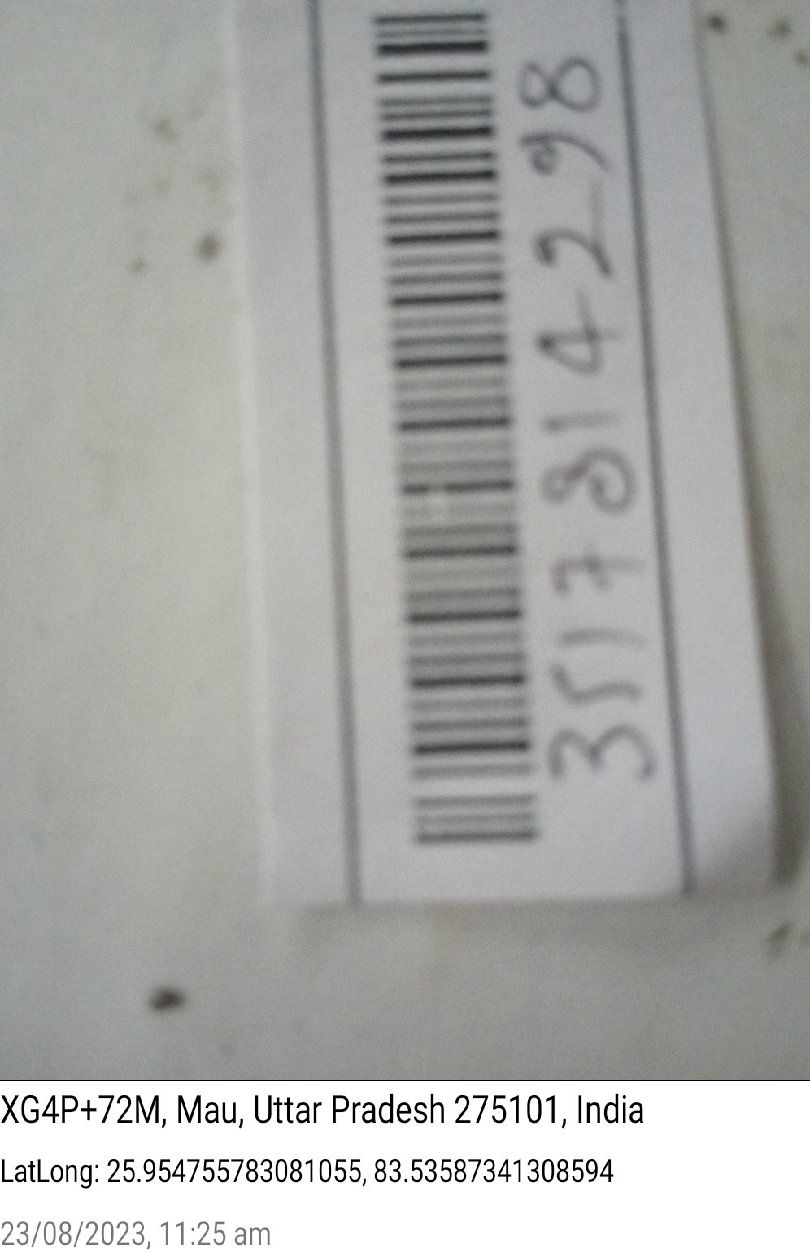 3517814298
XG4P+72M, Mau, Uttar Pradesh 275101, India
LatLong: 25.954755783081055, 83.53587341308594
23/08/2023, 11:25 am